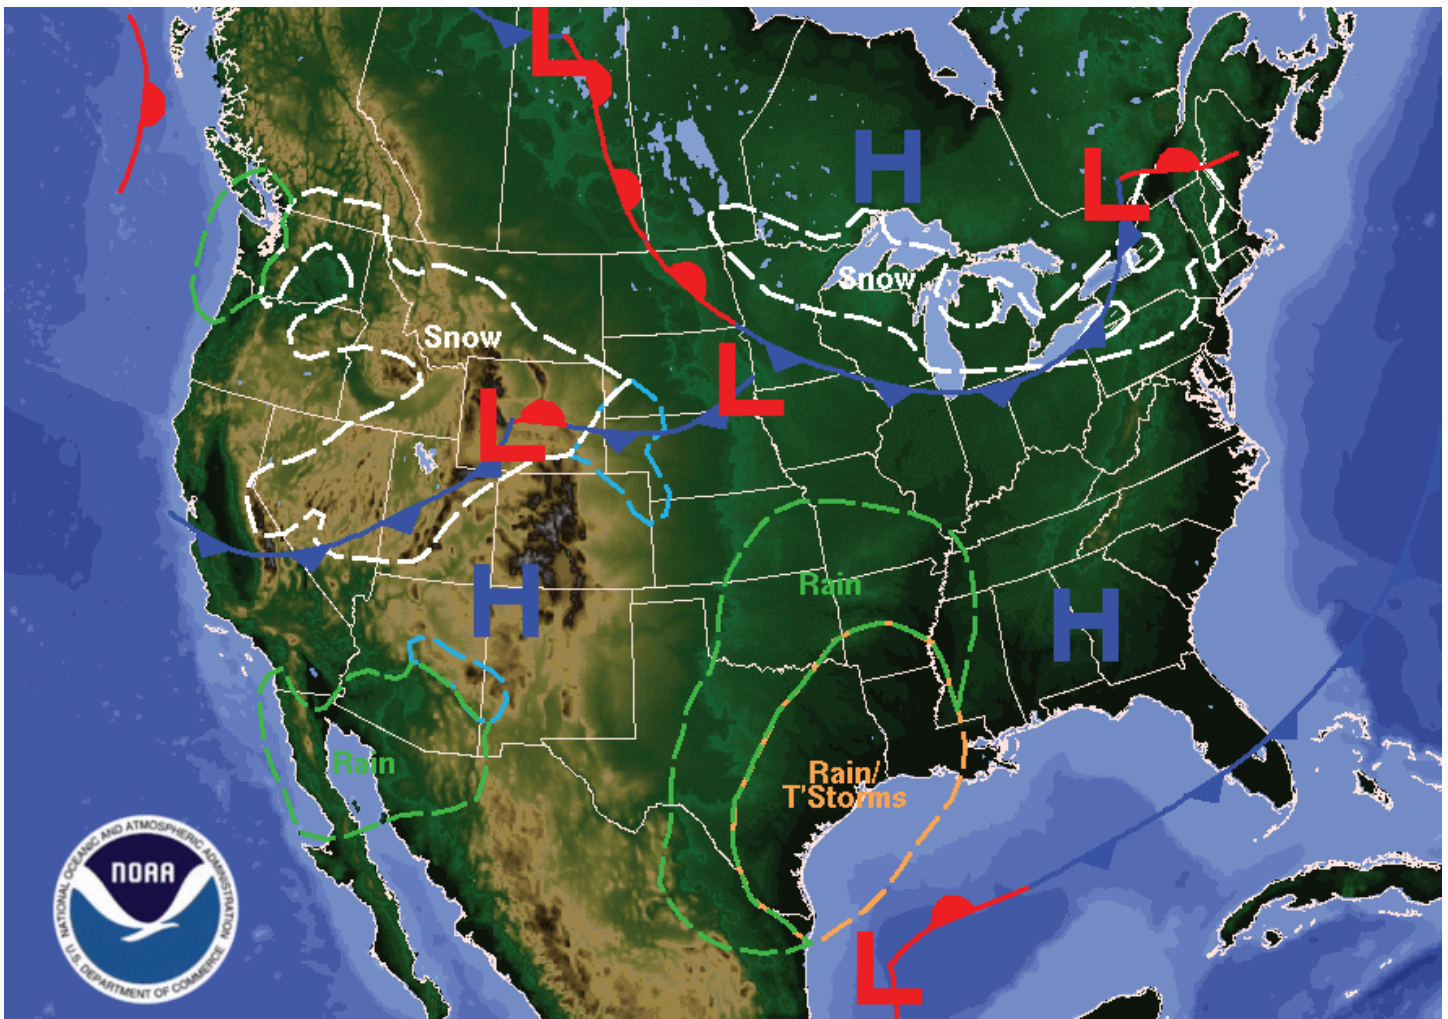 L
H
L
Snow
Snow
L
L
Rain
H
H
Rain
Rain/
T'Storms
L
NOAA
NATIONAL OCEANIC AND ATMOSPHERIC ADMINISTRATION
U.S. DEPARTMENT OF COMMERCE